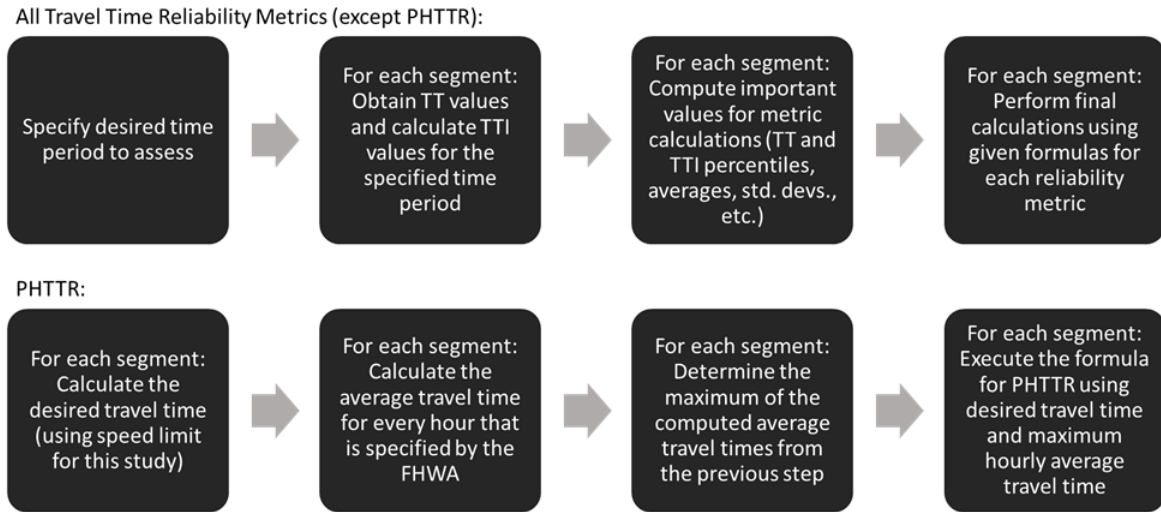 All Travel Time Reliability Metrics (except PHTTR):
Specify desired time
period to assess
For each segment:
Obtain TT values
and calculate TTI
values for the
specified time
period
For each segment:
Compute important
values for metric
calculations (TT and
TTI percentiles,
averages, std. devs.,
etc.)
For each segment:
Perform final
calculations using
given formulas for
each reliability
metric
PHTTR:
For each segment:
Calculate the
desired travel time
(using speed limit
for this study)
For each segment:
Calculate the
average travel time
for every hour that
is specified by the
FHWA
For each segment:
Determine the
maximum of the
computed average
travel times from
the previous step
For each segment:
Execute the formula
for PHTTR using
desired travel time
and maximum
hourly average
travel time